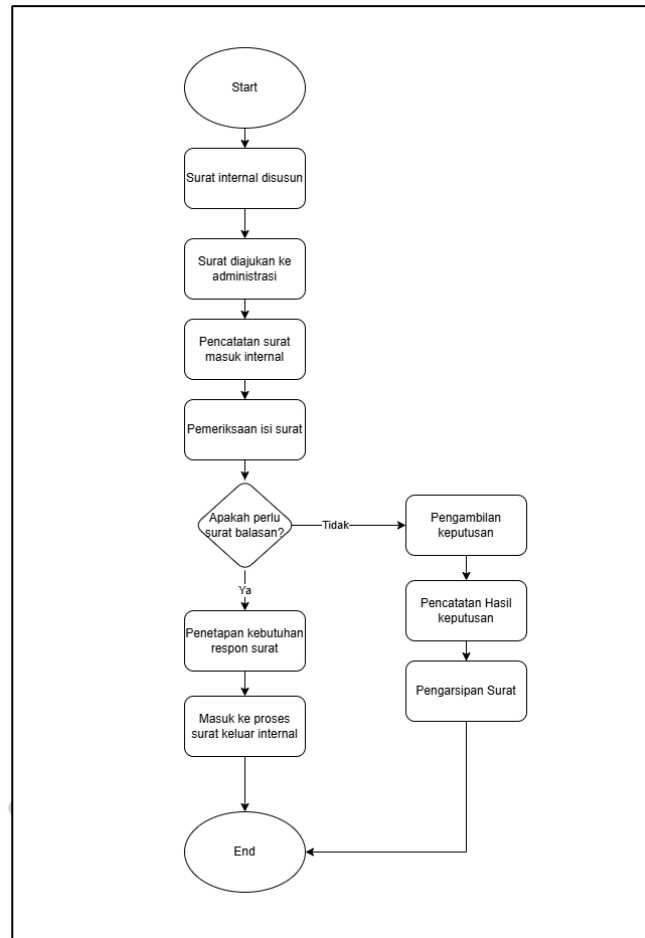 Start
Surat internal disusun
Surat diajukan ke
administrasi
Pencatatan surat
masuk internal
Pemeriksaan isi surat
Apakah perlu
surat balasan?
Tidak
Pengambilan
keputusan
Ya
Pencatatan Hasil
keputusan
Penetapan kebutuhan
respon surat
Pengarsipan Surat
Masuk ke proses
surat keluar internal
End